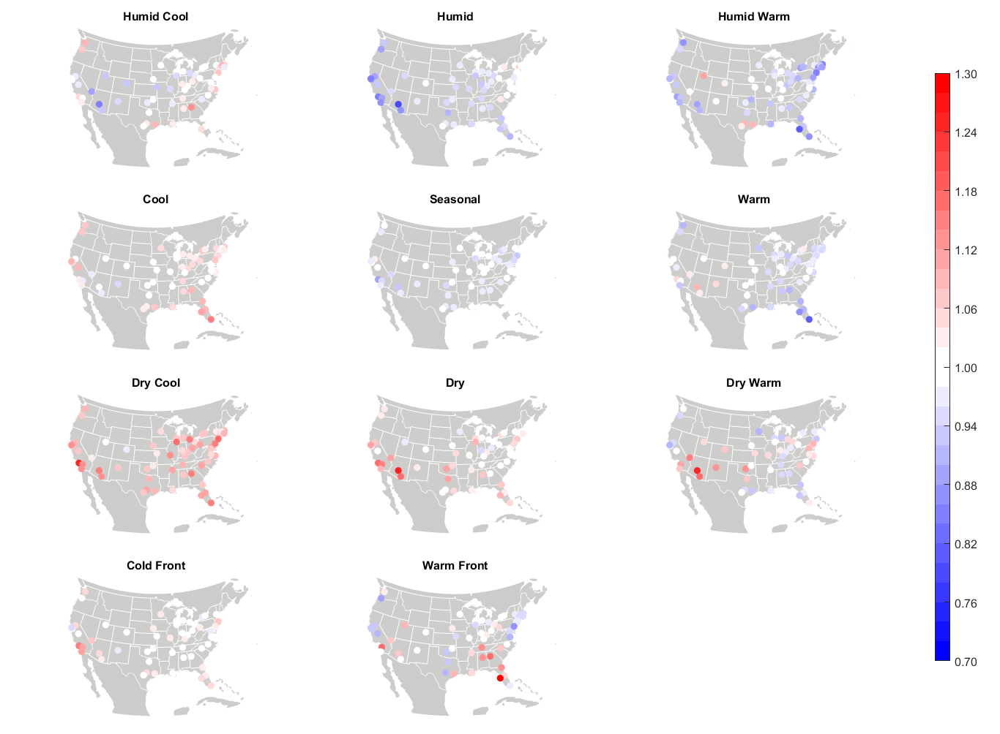 Humid Cool
Humid
Humid Warm
Cool
Seasonal
Warm
Dry Cool
Dry
Dry Warm
Cold Front
Warm Front
1.30
1.24
1.18
1.12
1.06
1.00
0.94
0.88
0.82
0.76
0.70